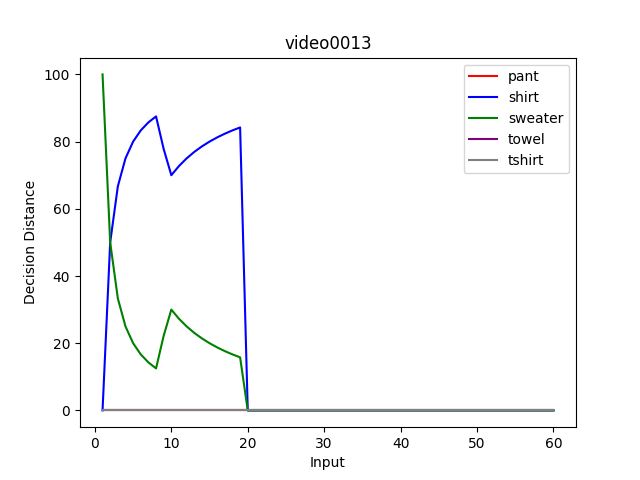 video0013
100
80
60
40
20
0
Decision Distance
pant
shirt
sweater
towel
tshirt
0 10 20 30 40 50 60
Input